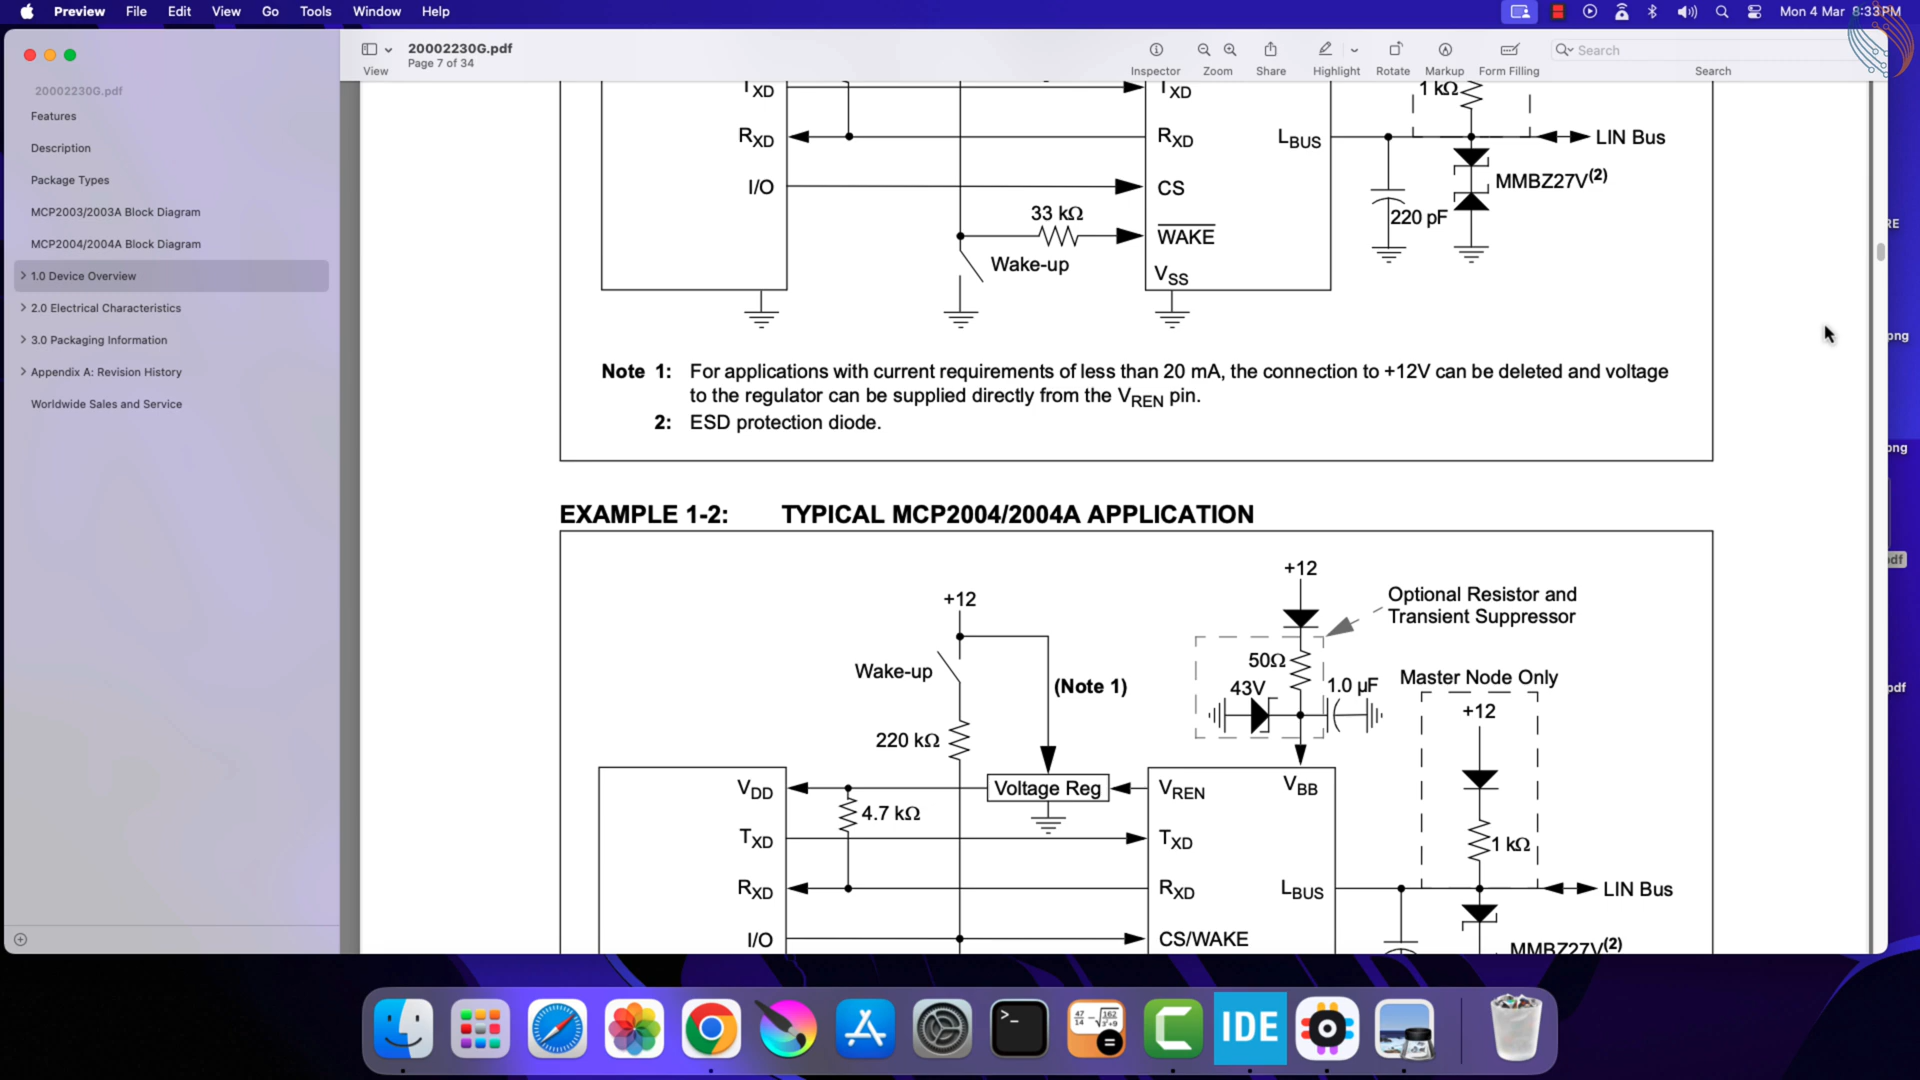 Preview File Edit View Go Tools Window Help
Mon 4 Mar 8:33PM
20002230G.pdf
Page 7 of 34
View
Inspector
Zoom
Share
Highlight
Rotate
Markup
Form Filling
Search
Search
20002230G.pdf
Features
Description
Package Types
MCP2003/2003A Block Diagram
MCP2004/2004A Block Diagram
1.0 Device Overview
2.0 Electrical Characteristics
3.0 Packaging Information
Appendix A: Revision History
Worldwide Sales and Service
TXD
TXD
1 kΩ
RXD
RXD
LBUS
LIN Bus
I/O
CS
MMBZ27V(2)
33 kΩ
220 pF
WAKE
Wake-up
VSS
Note 1: For applications with current requirements of less than 20 mA, the connection to +12V can be deleted and voltage
to the regulator can be supplied directly from the VREN pin.
2: ESD protection diode.
EXAMPLE 1-2: TYPICAL MCP2004/2004A APPLICATION
+12
+12
Optional Resistor and
Transient Suppressor
Wake-up
(Note 1)
50Ω
43V
1.0 µF
Master Node Only
+12
220 kΩ
VDD
Voltage Reg
VREN
VBB
4.7 kΩ
TXD
TXD
1 kΩ
RXD
RXD
LBUS
LIN Bus
I/O
CS/WAKE
MMBZ27V(2)
RE
png
png
pdf
pdf
IDE